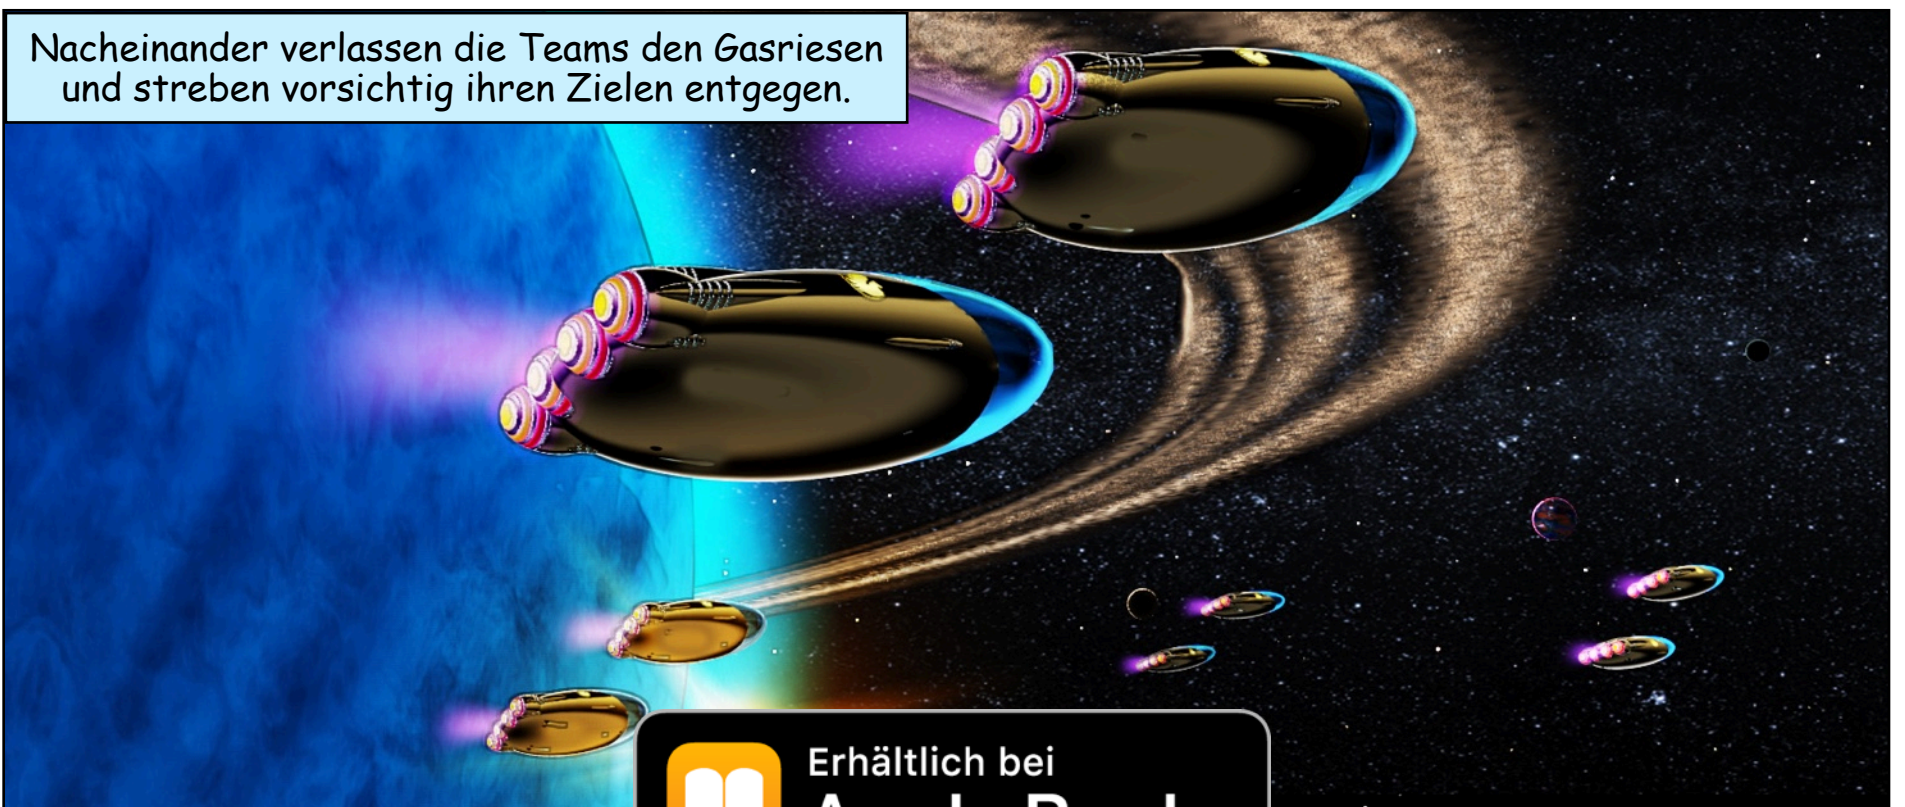 Nacheinander verlassen die Teams den Gasriesen
und streben vorsichtig ihren Zielen entgegen.
Erhältlich bei